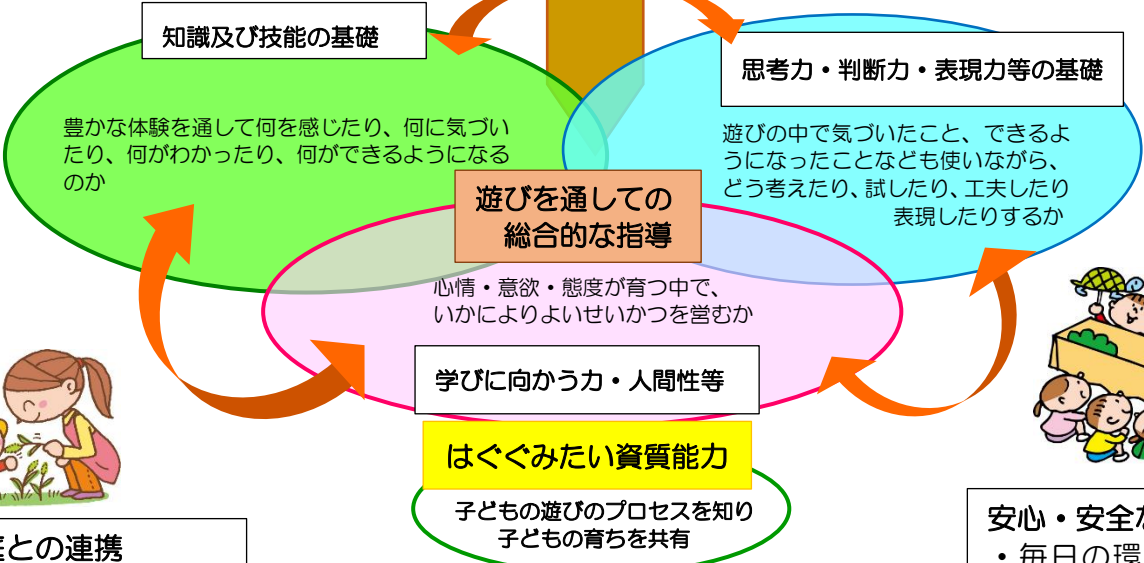 知識及び技能の基礎
豊かな体験を通して何を感じたり、何に気づい
たり、何がわかったり、何ができるようになる
のか
思考力・判断力・表現力等の基礎
遊びの中で気づいたこと、できるよ
うになったことなども使いながら、
どう考えたり、試したり、工夫したり
表現したりするか
遊びを通しての
総合的な指導
心情・意欲・態度が育つ中で、
いかによりよいせいかつを営むか
学びに向かう力・人間性等
はぐくみたい資質能力
子どもの遊びのプロセスを知り
子どもの育ちを共有
庭との連携
安心・安全な
・毎日の環